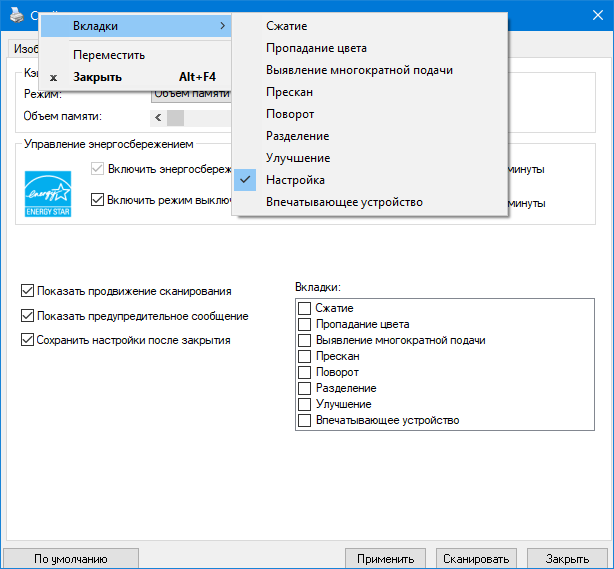 Вкладки
Переместить
x Закрыть Alt+F4
Сжатие
Пропадание цвета
Выявление многократной подачи
Прескан
Поворот
Разделение
Улучшение
Настройка
Впечатывающее устройство
Режим:
Объем памяти
Объем памяти:
Управление энергосбережением
Включить энергосбереж
минуты
Включить режим выключ
минуты
energy
ENERGY STAR
Показать продвижение сканирования
Показать предупредительное сообщение
Сохранить настройки после закрытия
Вкладки:
Сжатие
Пропадание цвета
Выявление многократной подачи
Прескан
Поворот
Разделение
Улучшение
Впечатывающее устройство
По умолчанию
Применить
Сканировать
Закрыть